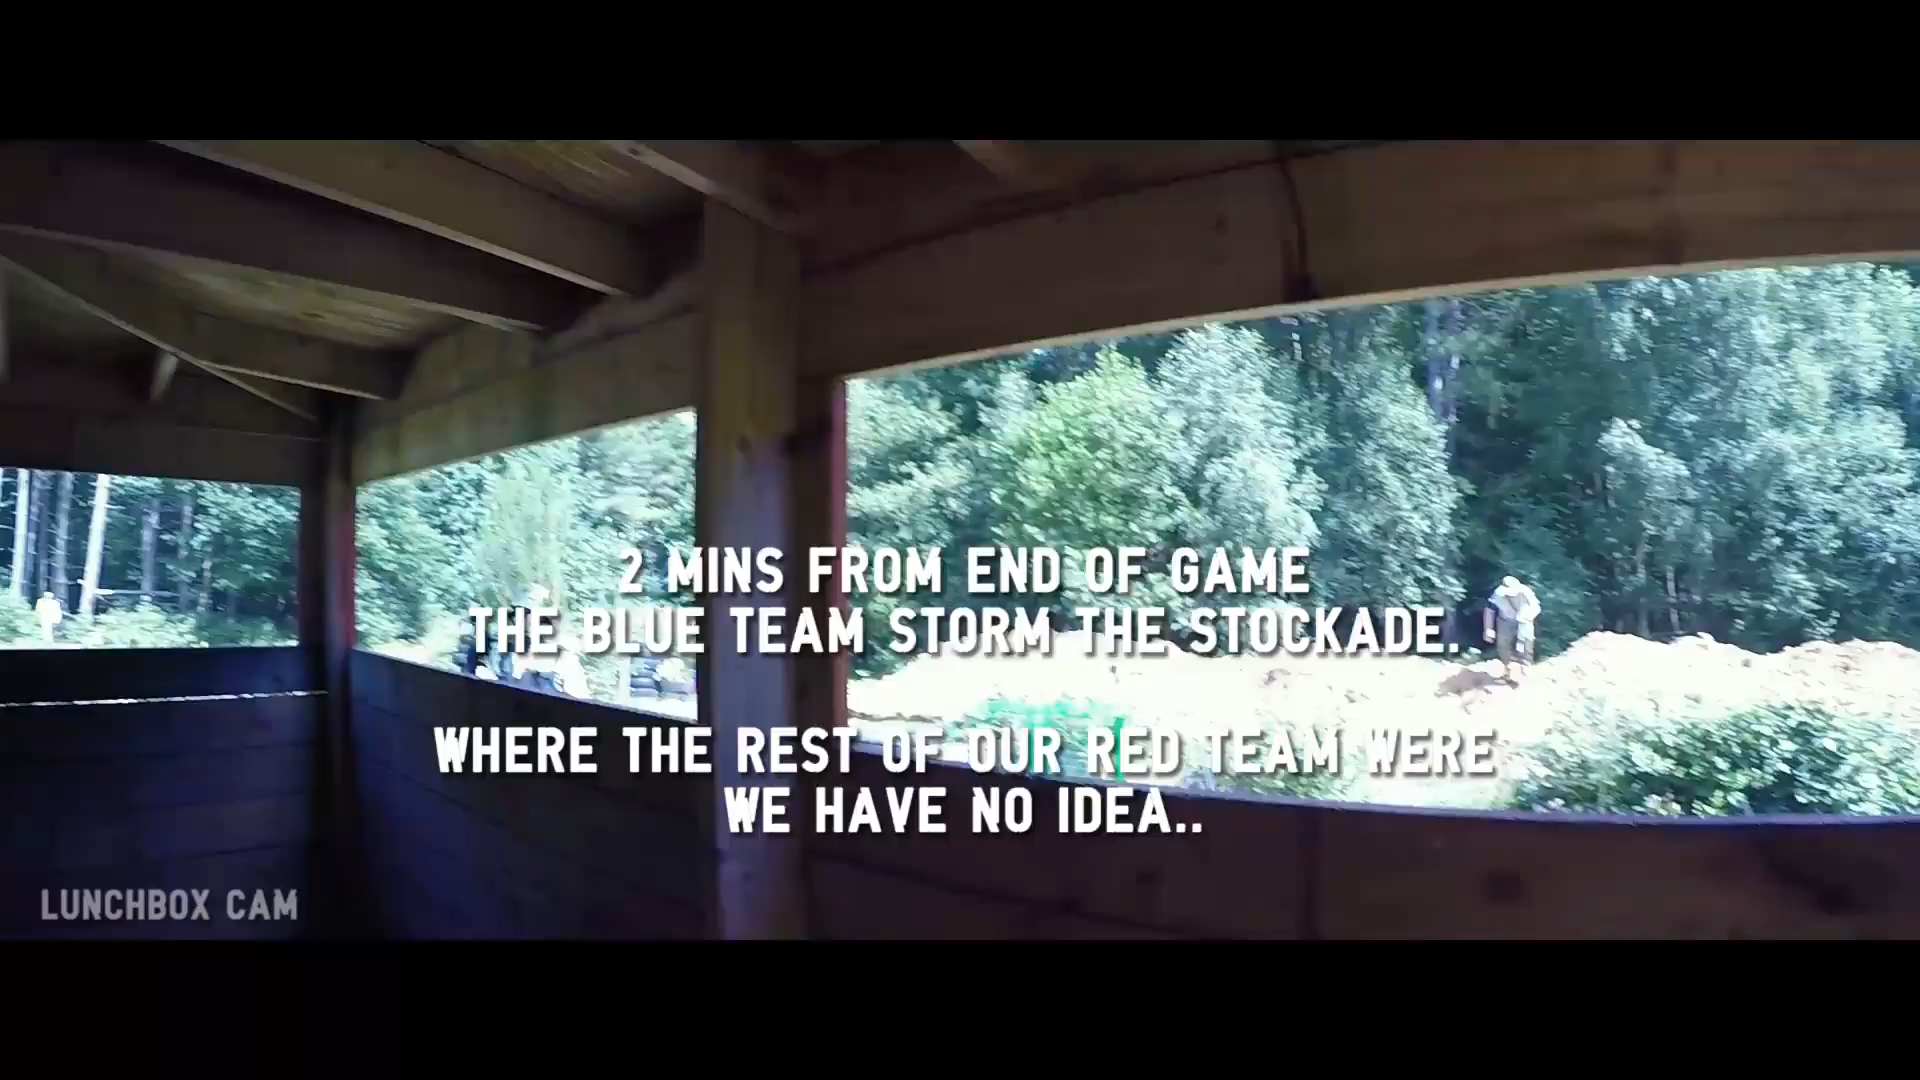 2 MINS FROM END OF GAME
THE BLUE TEAM STORM THE STOCKADE.
WHERE THE REST OF OUR RED TEAM WERE
WE HAVE NO IDEA..
LUNCHBOX CAM